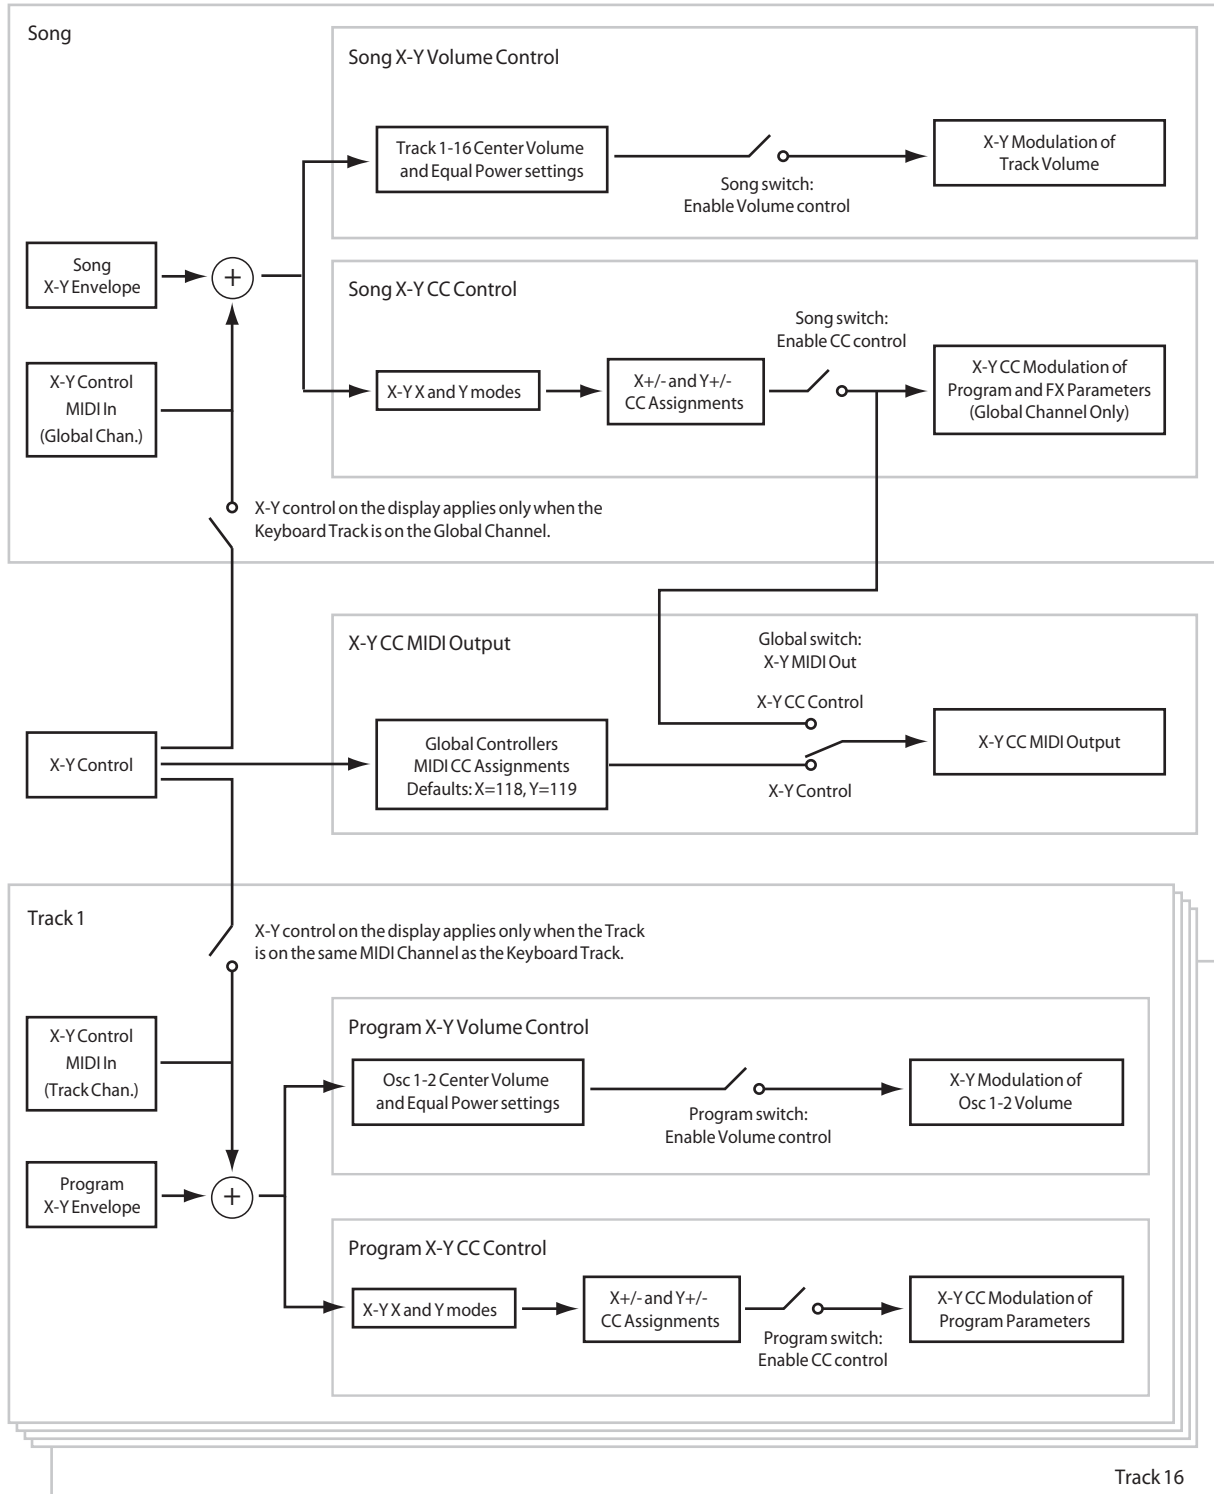 Song
Song X-Y Volume Control
Track 1-16 Center Volume
and Equal Power settings
Song switch:
Enable Volume control
X-Y Modulation of
Track Volume
Song
X-Y Envelope
+
Song X-Y CC Control
Song switch:
Enable CC control
X-Y Control
MIDI In
(Global Chan.)
X-Y X and Y modes
X+/- and Y+/-
CC Assignments
X-Y CC Modulation of
Program and FX Parameters
(Global Channel Only)
X-Y control on the display applies only when the
Keyboard Track is on the Global Channel.
X-Y CC MIDI Output
Global switch:
X-Y MIDI Out
X-Y CC Control
X-Y Control
Global Controllers
MIDI CC Assignments
Defaults: X=118, Y=119
X-Y Control
X-Y CC MIDI Output
Track 1
X-Y control on the display applies only when the Track
is on the same MIDI Channel as the Keyboard Track.
X-Y Control
MIDI In
(Track Chan.)
Program X-Y Volume Control
Osc 1-2 Center Volume
and Equal Power settings
Program switch:
Enable Volume control
X-Y Modulation of
Osc 1-2 Volume
Program
X-Y Envelope
+
Program X-Y CC Control
X-Y X and Y modes
X+/- and Y+/-
CC Assignments
Program switch:
Enable CC control
X-Y CC Modulation of
Program Parameters
Track 16